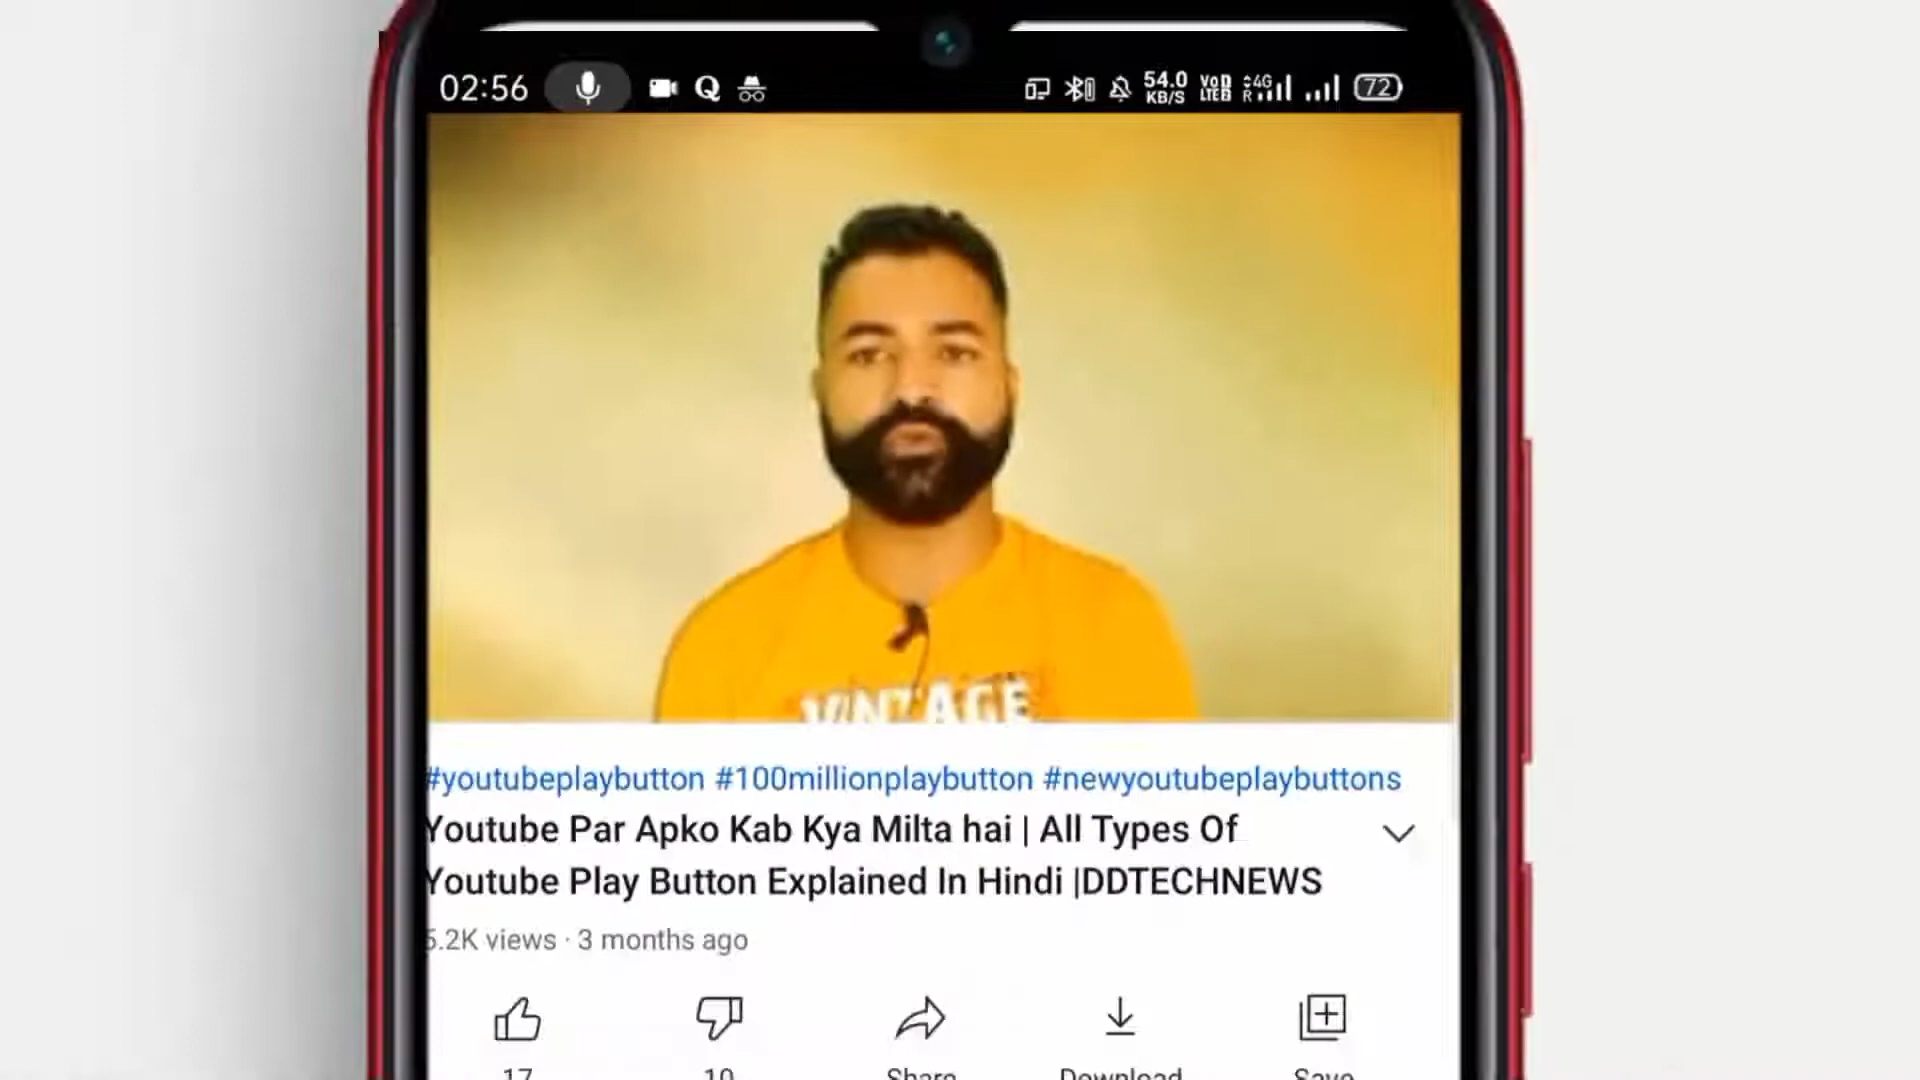 02:56
Q
54.0
KB/S
VoD
LTED
4G
R
72
VINTAGE
#youtubeplaybutton #100millionplaybutton #newyoutubeplaybuttons
Youtube Par Apko Kab Kya Milta hai | All Types Of
Youtube Play Button Explained In Hindi |DDTECHNEWS
views · 3 months ago
17
10
Share
Download
Save